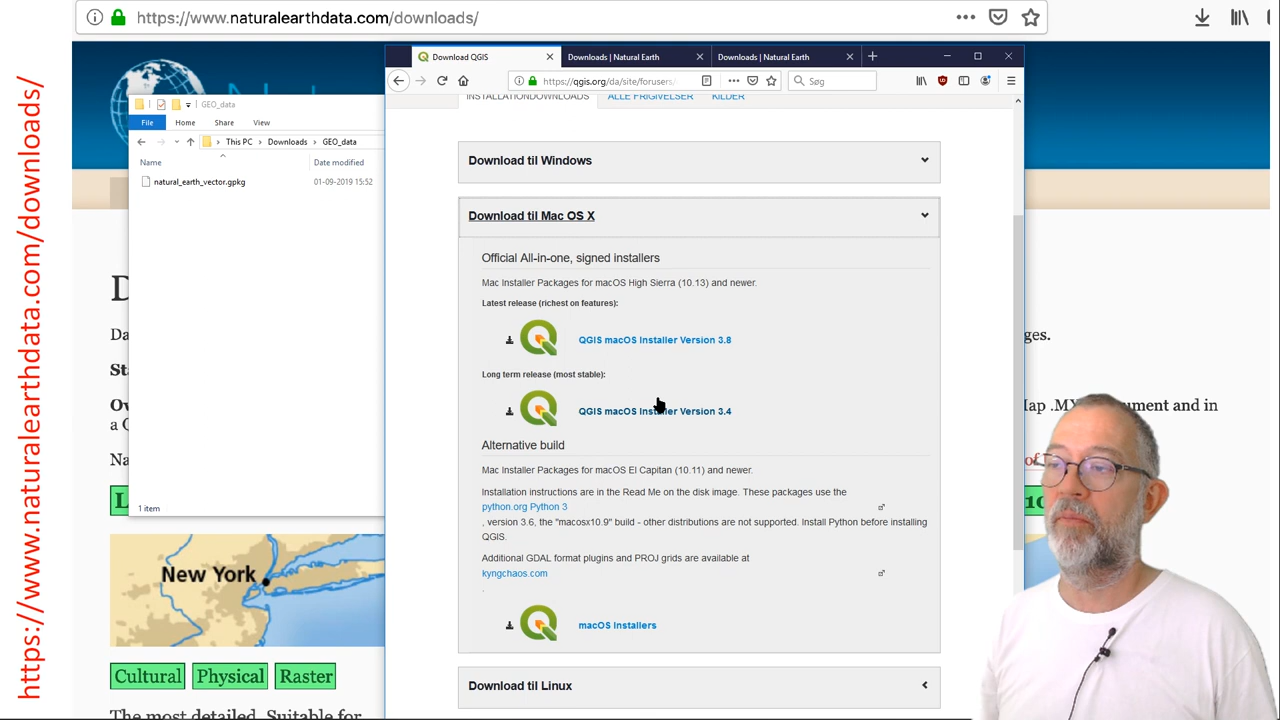 https://www.naturalearthdata.com/downloads/
https://www.naturalearthdata.com/downloads/
Download QGIS
Downloads | Natural Earth
Downloads | Natural Earth
https://qgis.org/da/site/forusers/
Søg
GEO_data
File
Home
Share
View
This PC
Downloads
GEO_data
Name
Date modified
natural_earth_vector.gpkg
01-09-2019 15:52
1 item
INSTALLATIONDOWNLOADS
ALLE FRIGIVELSER
KILDER
Download til Windows
Download til Mac OS X
Official All-in-one, signed installers
Mac Installer Packages for macOS High Sierra (10.13) and newer.
Latest release (richest on features):
QGIS macOS Installer Version 3.8
Long term release (most stable):
QGIS macOS Installer Version 3.4
Alternative build
Mac Installer Packages for macOS El Capitan (10.11) and newer.
Installation instructions are in the Read Me on the disk image. These packages use the
python.org Python 3
, version 3.6, the "macosx10.9" build - other distributions are not supported. Install Python before installing
QGIS.
Additional GDAL format plugins and PROJ grids are available at
kyngchaos.com
.
macOS Installers
Download til Linux
ges.
and in
a
of
New York
Cultural
Physical
Raster
The most detailed. Suitable for